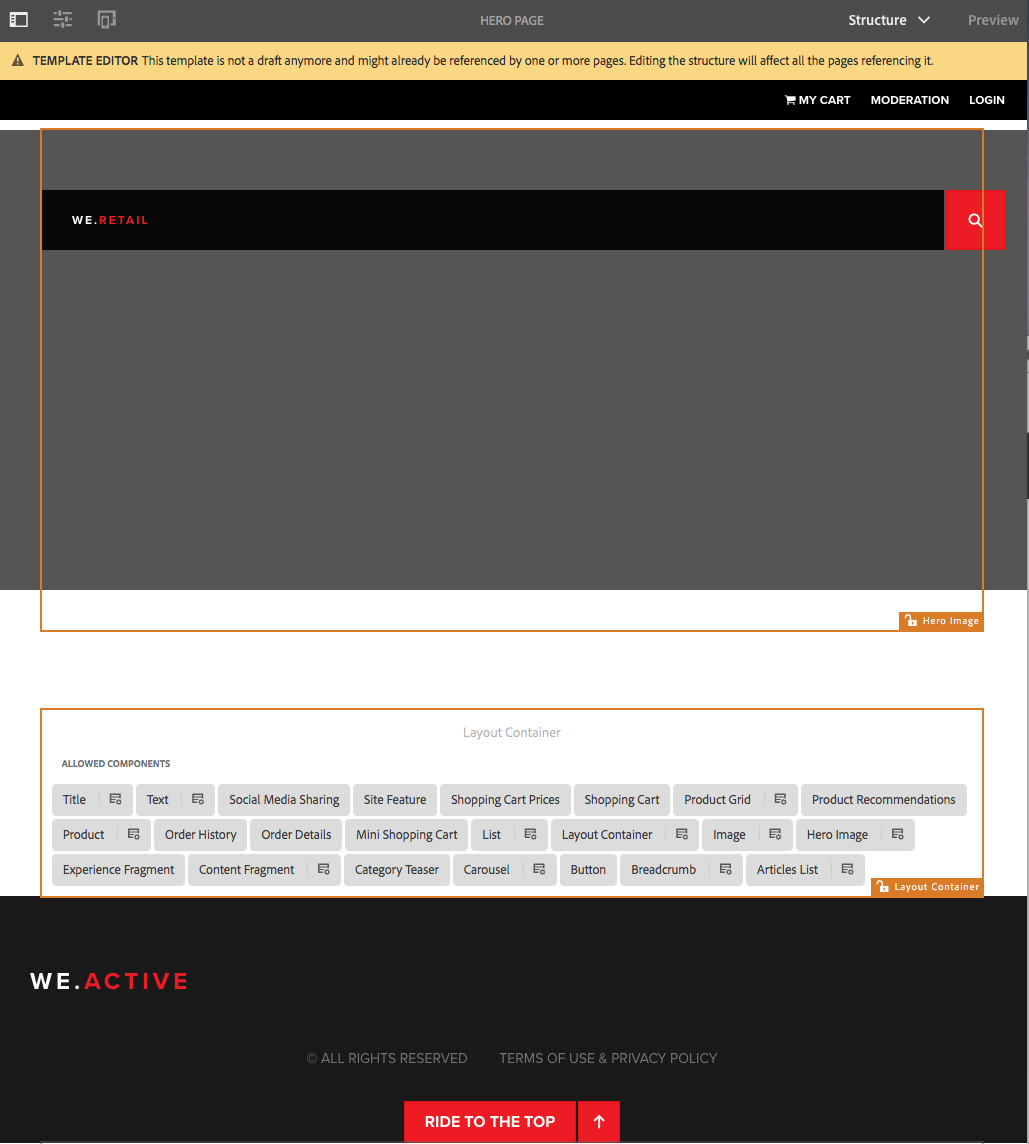 HERO PAGE Structure Preview
TEMPLATE EDITOR This template is not a draft anymore and might already be referenced by one or more pages. Editing the structure will affect all the pages referencing it.
MY CART MODERATION LOGIN
WE.RETAIL
Hero Image
Layout Container
ALLOWED COMPONENTS
Title Text Social Media Sharing Site Feature Shopping Cart Prices Shopping Cart Product Grid Product Recommendations
Product Order History Order Details Mini Shopping Cart List Layout Container Image Hero Image
Experience Fragment Content Fragment Category Teaser Carousel Button Breadcrumb Articles List
Layout Container
WE.ACTIVE
© ALL RIGHTS RESERVED TERMS OF USE & PRIVACY POLICY
RIDE TO THE TOP